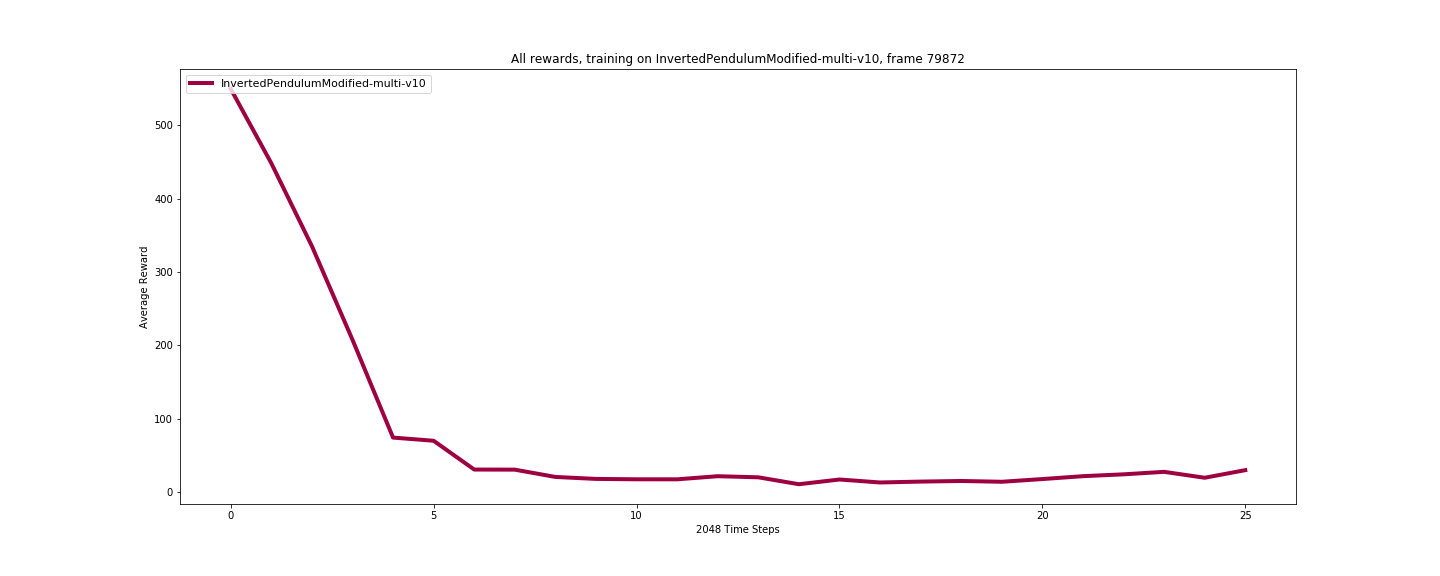 All rewards, training on InvertedPendulumModified-multi-v10, frame 79872
InvertedPendulumModified-multi-v10
500
400
300
200
100
0
Average Reward
0 5 10 15 20 25
2048 Time Steps